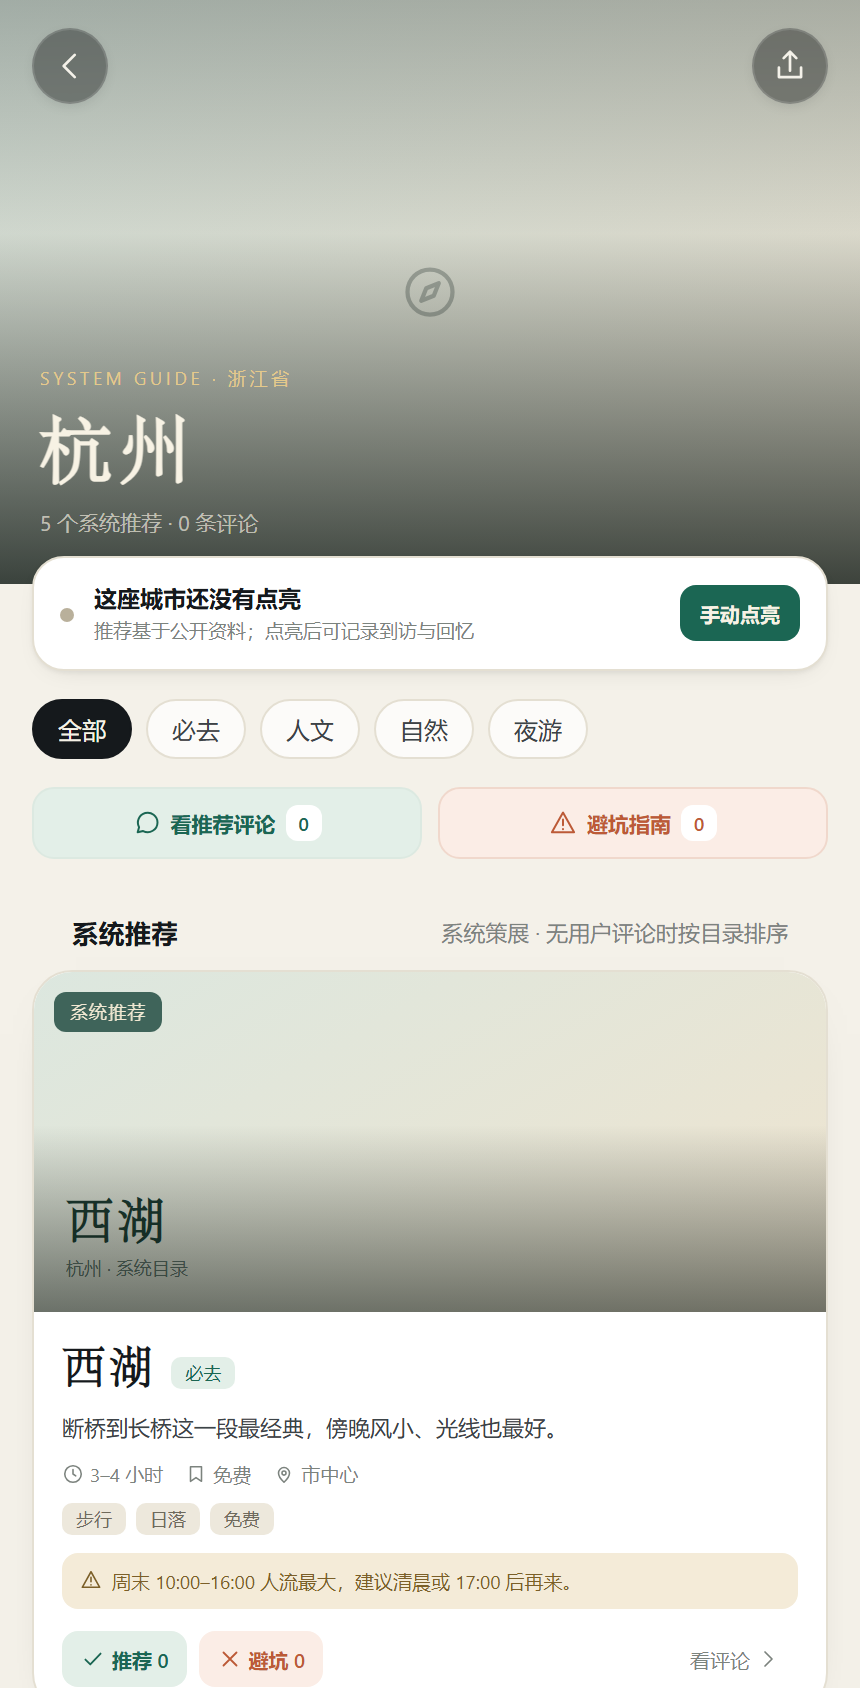 SYSTEM GUIDE · 浙江省
杭州
5 个系统推荐 · 0 条评论
这座城市还没有点亮
推荐基于公开资料；点亮后可记录到访与回忆
手动点亮
全部 必去 人文 自然 夜游
看推荐评论 0 避坑指南 0
系统推荐 系统策展 · 无用户评论时按目录排序
系统推荐
西湖
杭州 · 系统目录
西湖 必去
断桥到长桥这一段最经典，傍晚风小、光线也最好。
3–4 小时 免费 市中心
步行 日落 免费
周末 10:00–16:00 人流最大，建议清晨或 17:00 后再来。
推荐 0 避坑 0 看评论